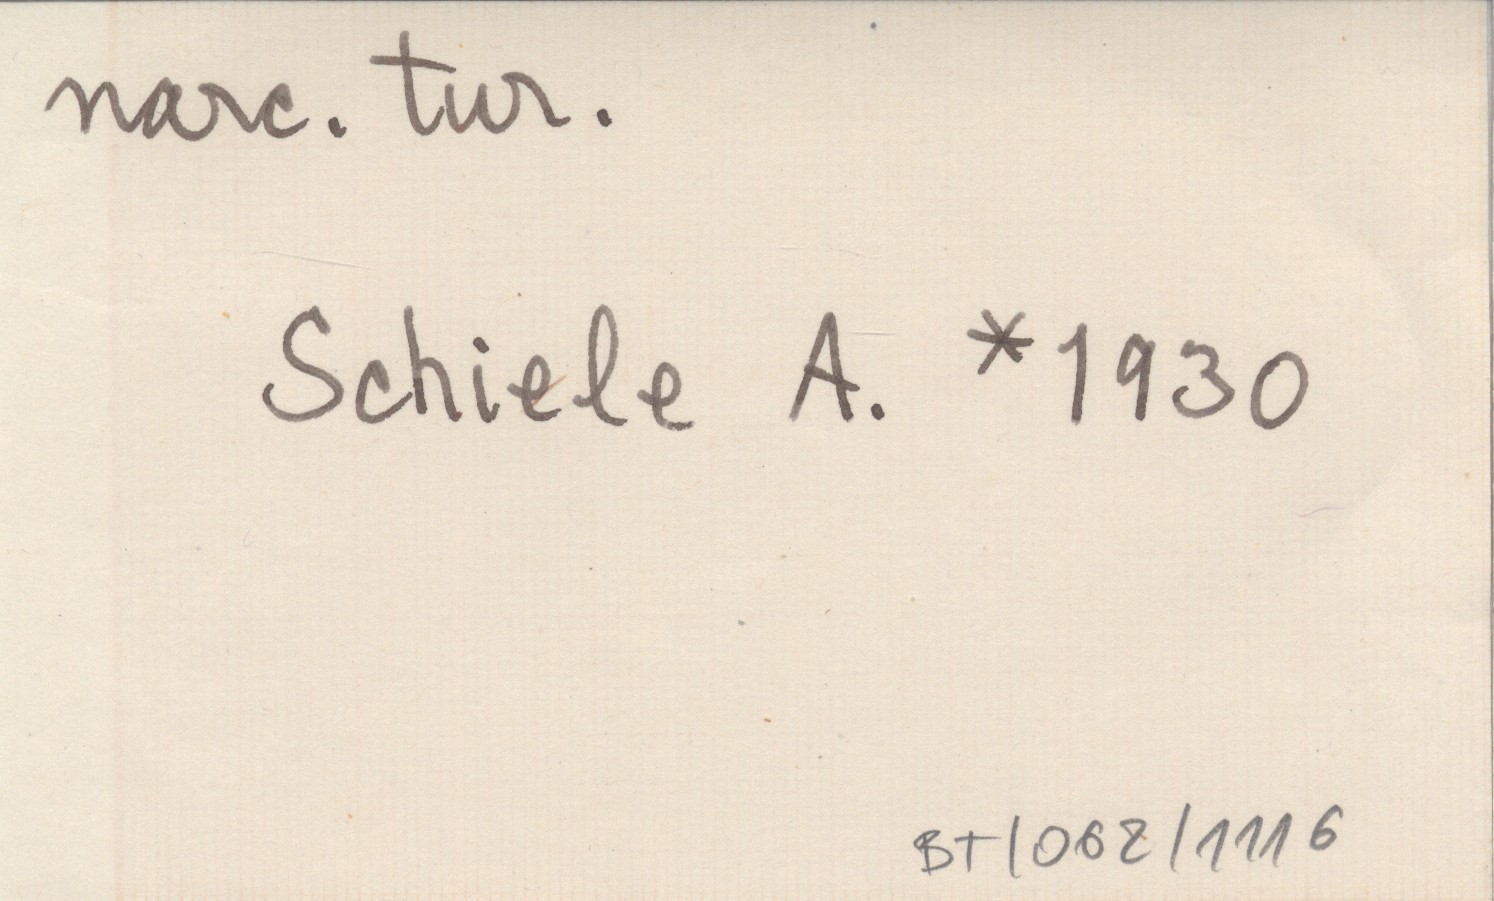 narc. tur.
Schiele A. *1930
BT/062/1116